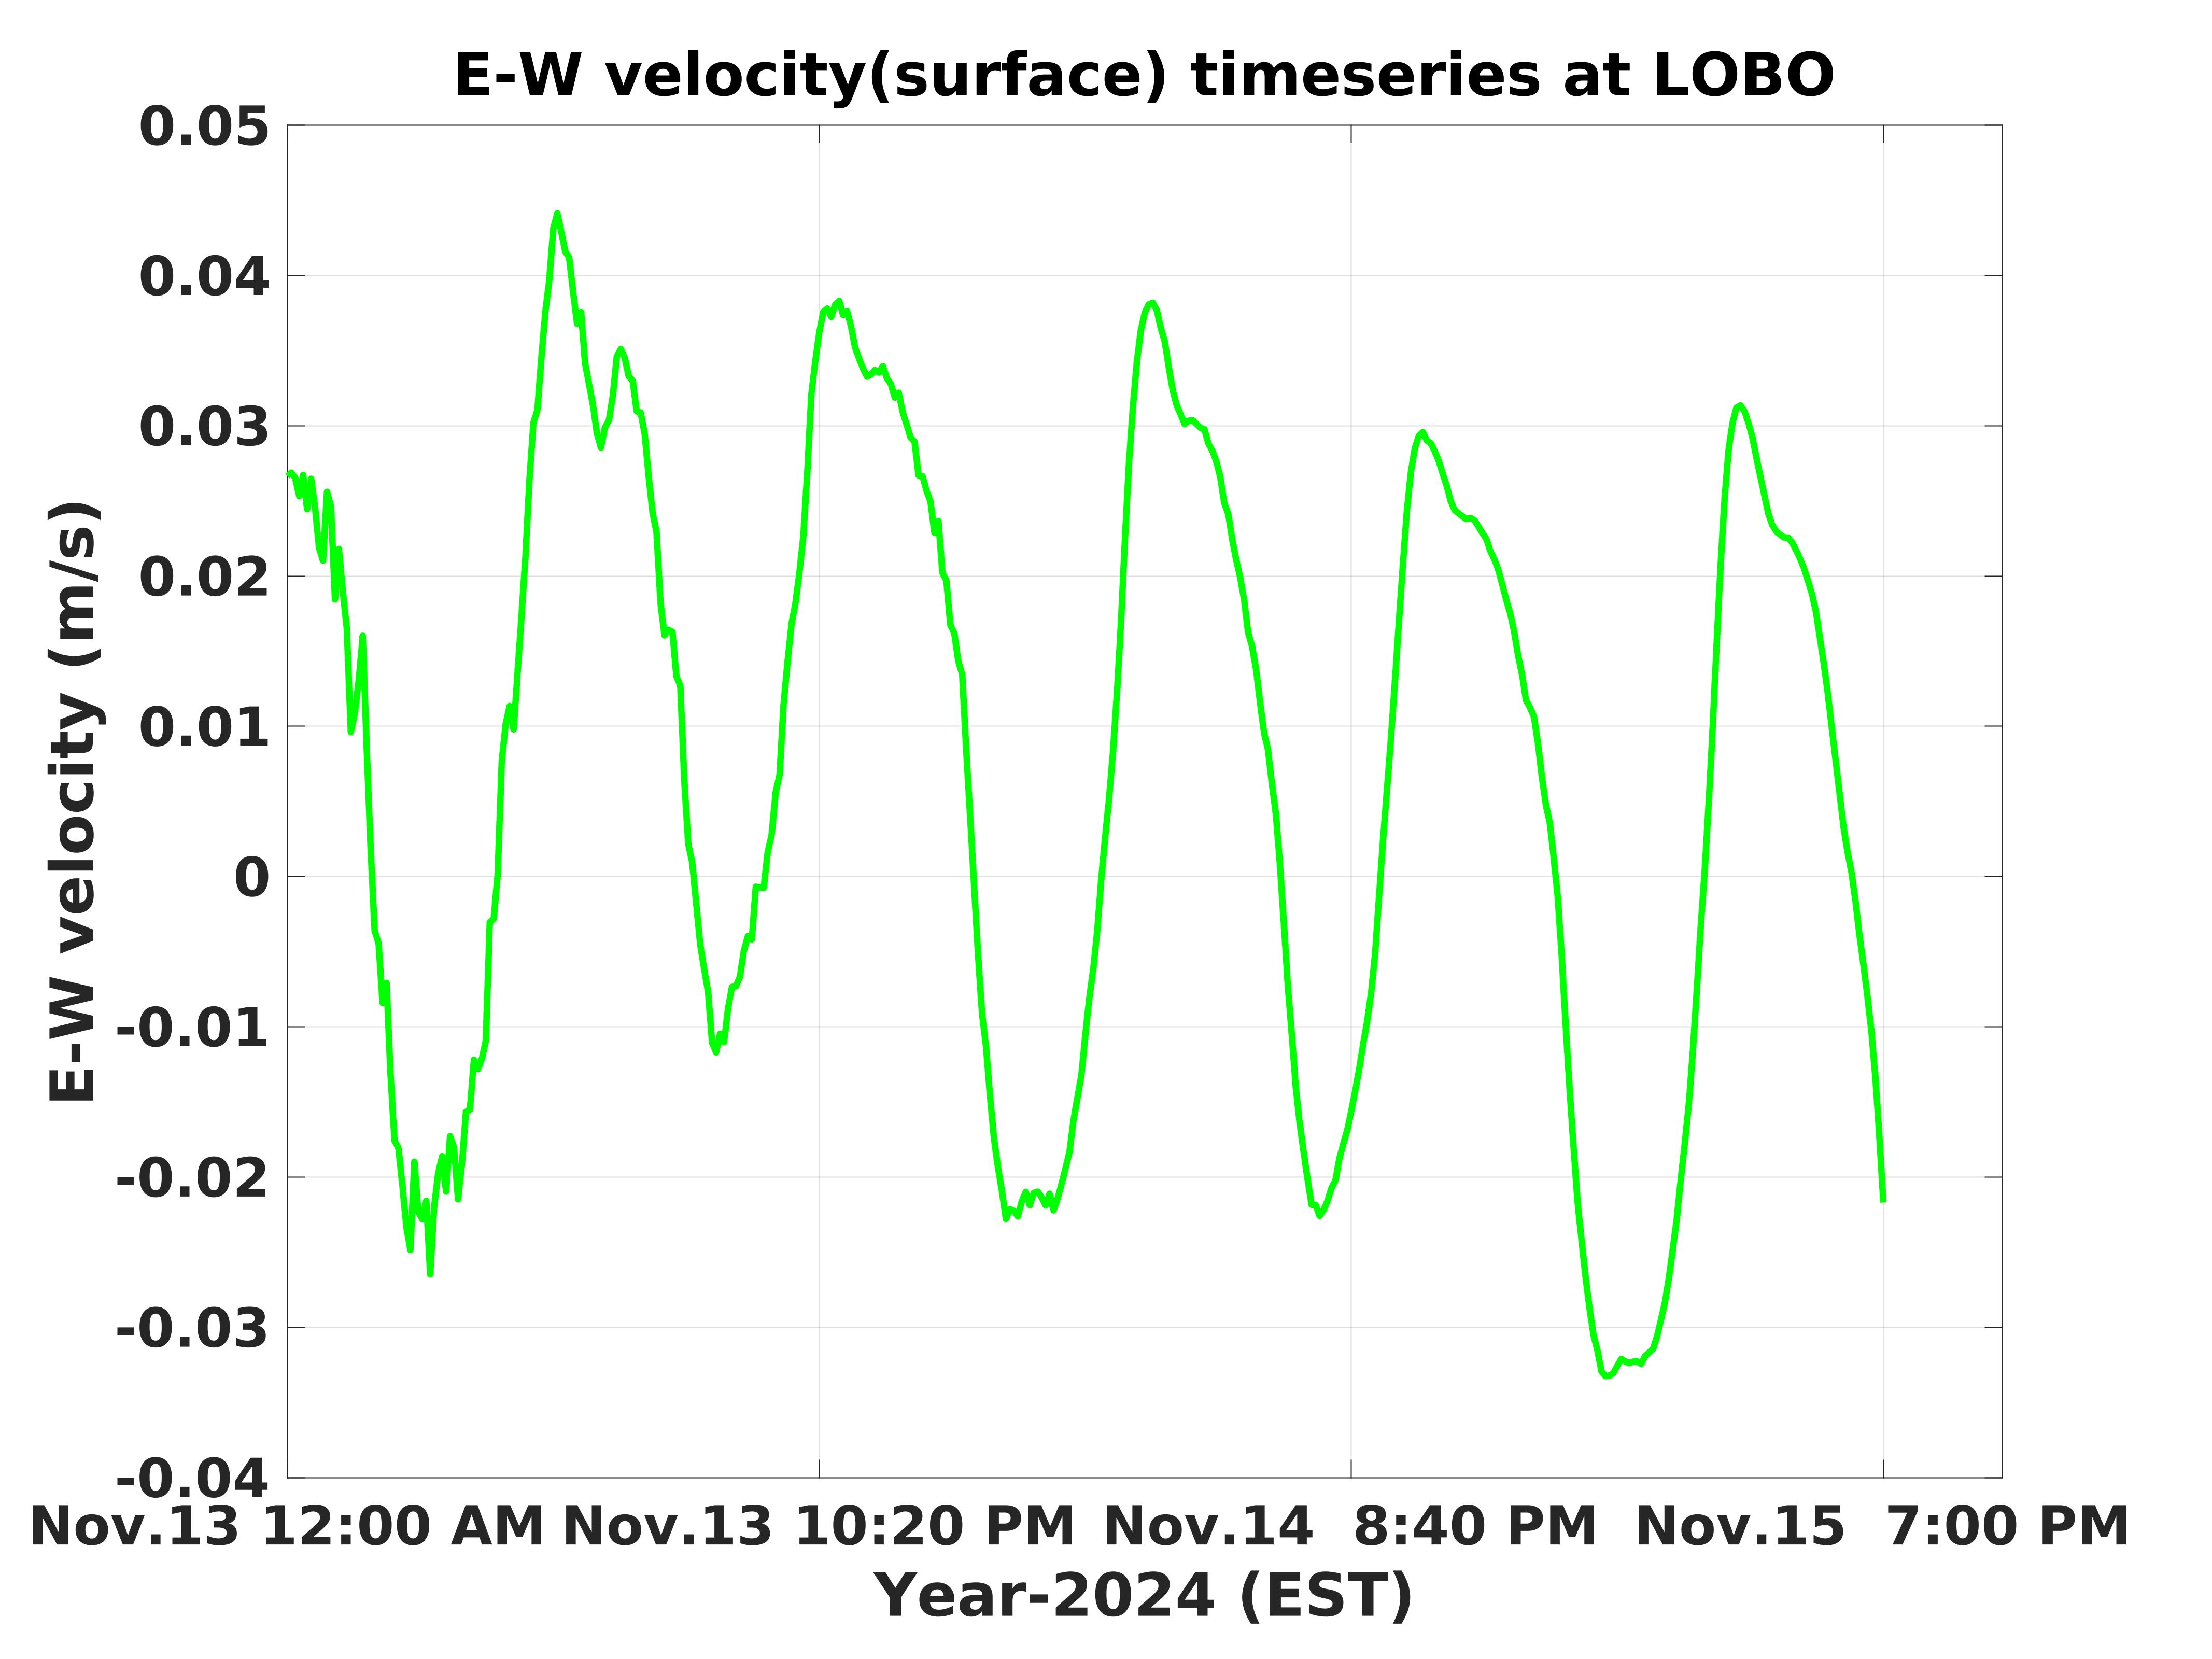 E-W velocity(surface) timeseries at LOBO
E-W velocity (m/s)
0.05
0.04
0.03
0.02
0.01
0
-0.01
-0.02
-0.03
-0.04
Nov.13 12:00 AM Nov.13 10:20 PM Nov.14 8:40 PM Nov.15 7:00 PM
Year-2024 (EST)